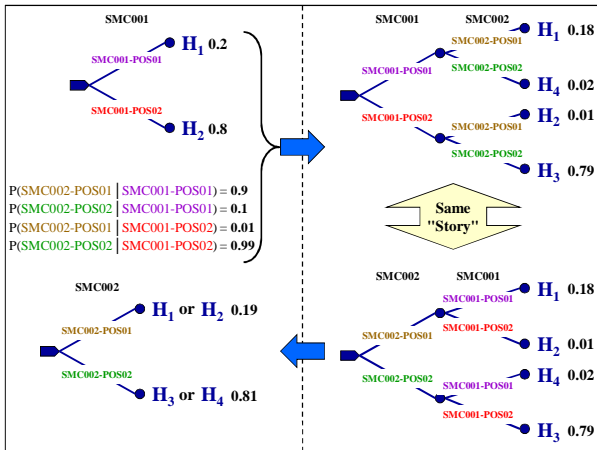 SMC001
H1 0.2
SMC001-POS01
SMC001-POS02
H2 0.8
P(SMC002-POS01 | SMC001-POS01) = 0.9
P(SMC002-POS02 | SMC001-POS01) = 0.1
P(SMC002-POS01 | SMC001-POS02) = 0.01
P(SMC002-POS02 | SMC001-POS02) = 0.99
SMC001 SMC002
H1 0.18
SMC002-POS01
SMC001-POS01
SMC002-POS02
H4 0.02
H2 0.01
SMC002-POS01
SMC001-POS02
SMC002-POS02
H3 0.79
Same
"Story"
SMC002 SMC001
H1 0.18
SMC001-POS01
SMC002-POS01
SMC001-POS02
H2 0.01
H4 0.02
SMC001-POS01
SMC002-POS02
SMC001-POS02
H3 0.79
SMC002
H1 or H2 0.19
SMC002-POS01
SMC002-POS02
H3 or H4 0.81